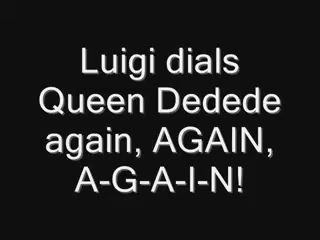 Luigi dials
Queen Dedede
again, AGAIN,
A-G-A-I-N!